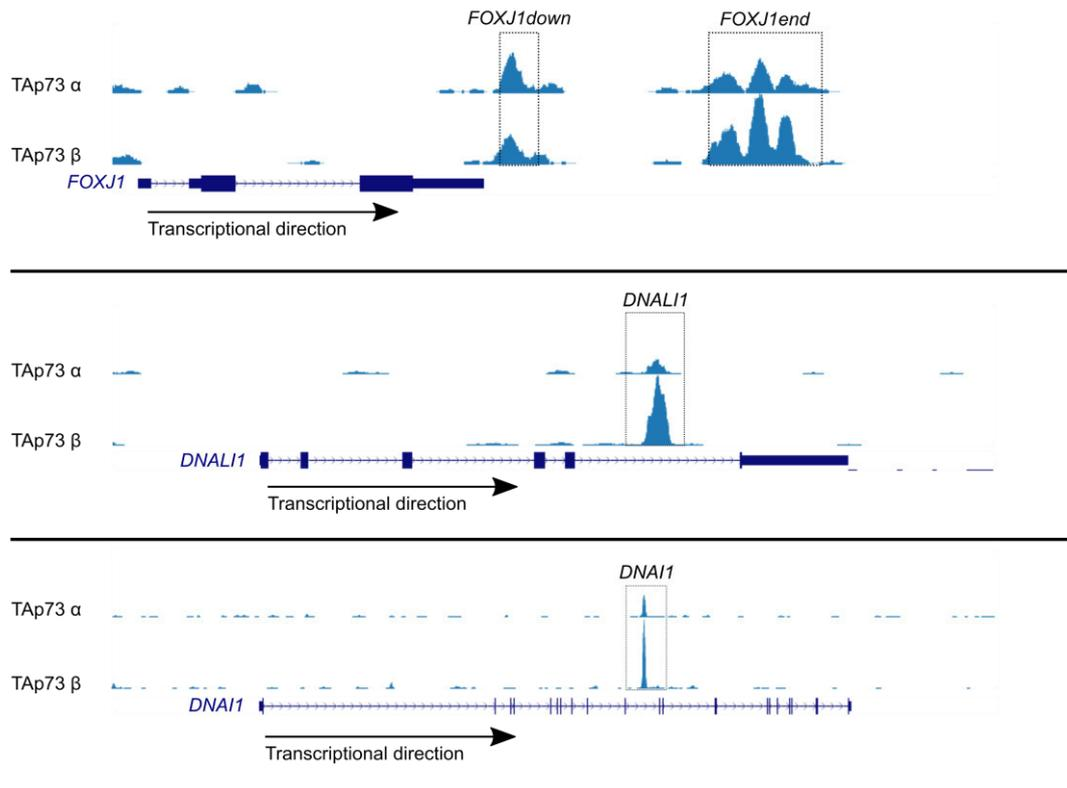 FOXJ1down
FOXJ1end
TAp73 α
TAp73 β
FOXJ1
Transcriptional direction
DNALI1
TAp73 α
TAp73 β
DNALI1
Transcriptional direction
DNAI1
TAp73 α
TAp73 β
DNAI1
Transcriptional direction